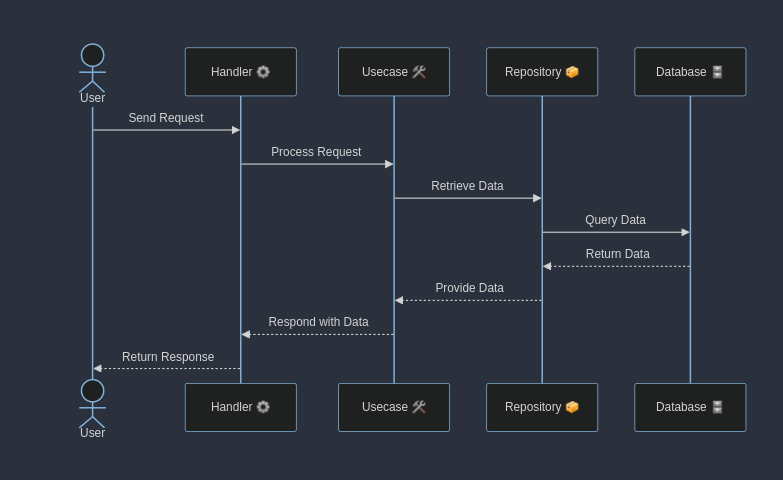 User
Handler ⚙️
Usecase 🛠️
Repository 📦
Database 🗄️
Send Request
Process Request
Retrieve Data
Query Data
Return Data
Provide Data
Respond with Data
Return Response
User
Handler ⚙️
Usecase 🛠️
Repository 📦
Database 🗄️